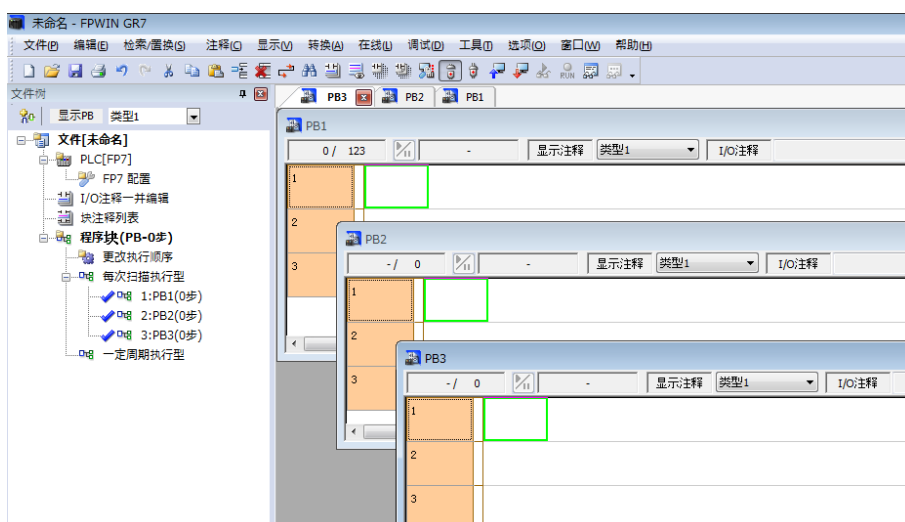 未命名 - FPWIN GR7
文件(F) 编辑(E) 检索/置换(S) 注释(C) 显示(V) 转换(A) 在线(L) 调试(D) 工具(T) 选项(O) 窗口(W) 帮助(H)
RUN
文件树
显示PB 类型1
PB3 PB2 PB1
文件[未命名]
PLC[FP7]
FP7 配置
I/O注释一并编辑
块注释列表
程序块(PB-0步)
更改执行顺序
每次扫描执行型
1:PB1(0步)
2:PB2(0步)
3:PB3(0步)
一定周期执行型
PB1
0 / 123 - 显示注释 类型1 I/O注释
1
2
3
PB2
- / 0 - 显示注释 类型1 I/O注释
1
2
3
PB3
- / 0 - 显示注释 类型1 I/O注释
1
2
3